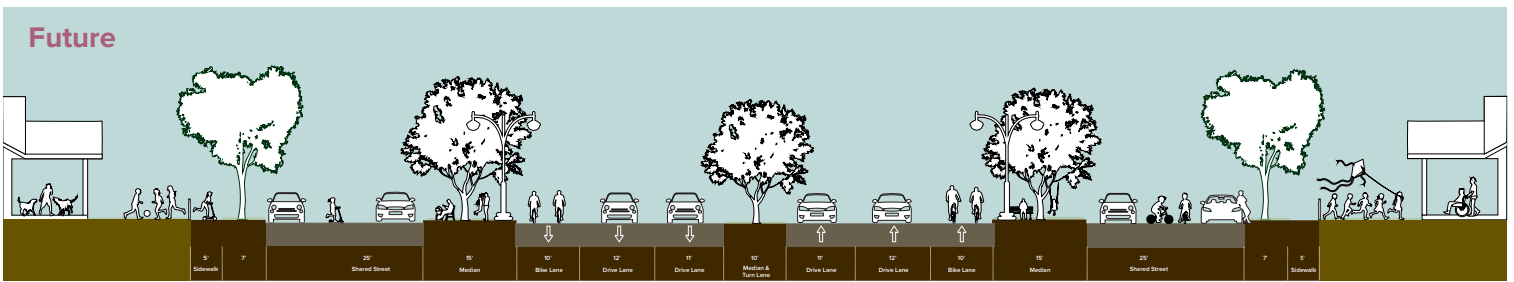 Future
5'
Sidewalk
7'
25'
Shared Street
15'
Median
10'
Bike Lane
12'
Drive Lane
11'
Drive Lane
10'
Median &
Turn Lane
11'
Drive Lane
12'
Drive Lane
10'
Bike Lane
15'
Median
25'
Shared Street
7'
5'
Sidewalk